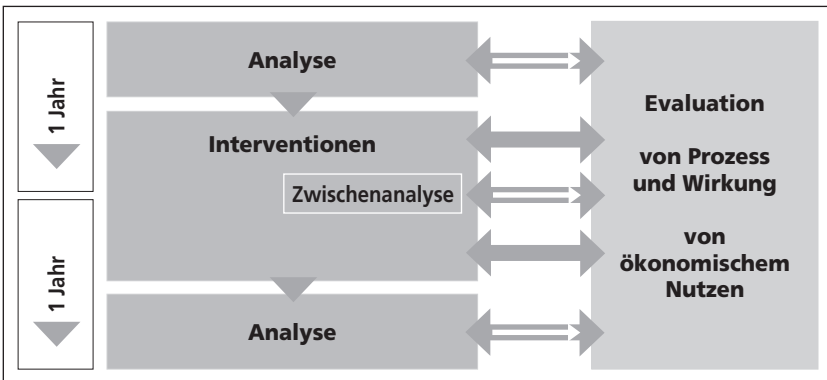 1 Jahr
1 Jahr
Analyse
Interventionen
Zwischenanalyse
Analyse
Evaluation
von Prozess
und Wirkung
von
ökonomischem
Nutzen